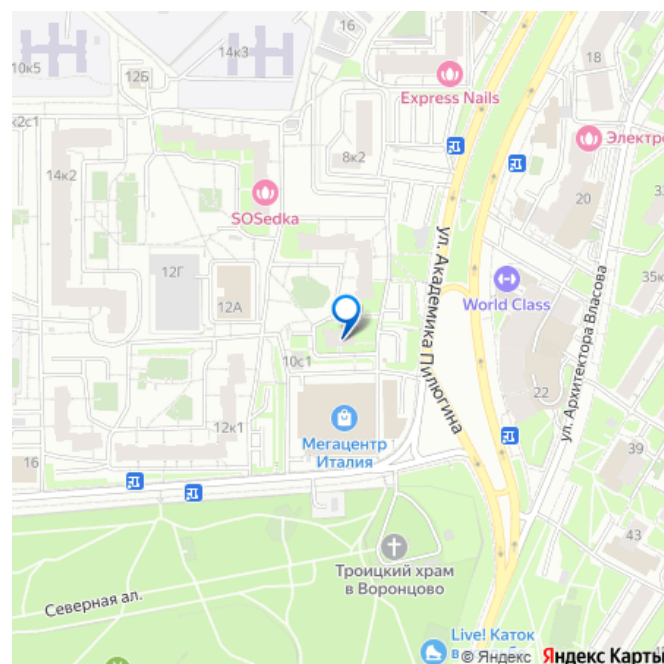 16
18
10к5
12Б
14к3
Express Nails
к2с1
Электро
8к2
14к2
20
33
SOSedka
ул. Академика Пилюгина
12Г
12А
World Class
35к
ул. Архитектора Власова
10с1
22
Мегацентр
Италия
12к1
16
39
43
Троицкий храм
в Воронцово
Северная ал.
Live! Каток
© Яндекс Яндекс Карты